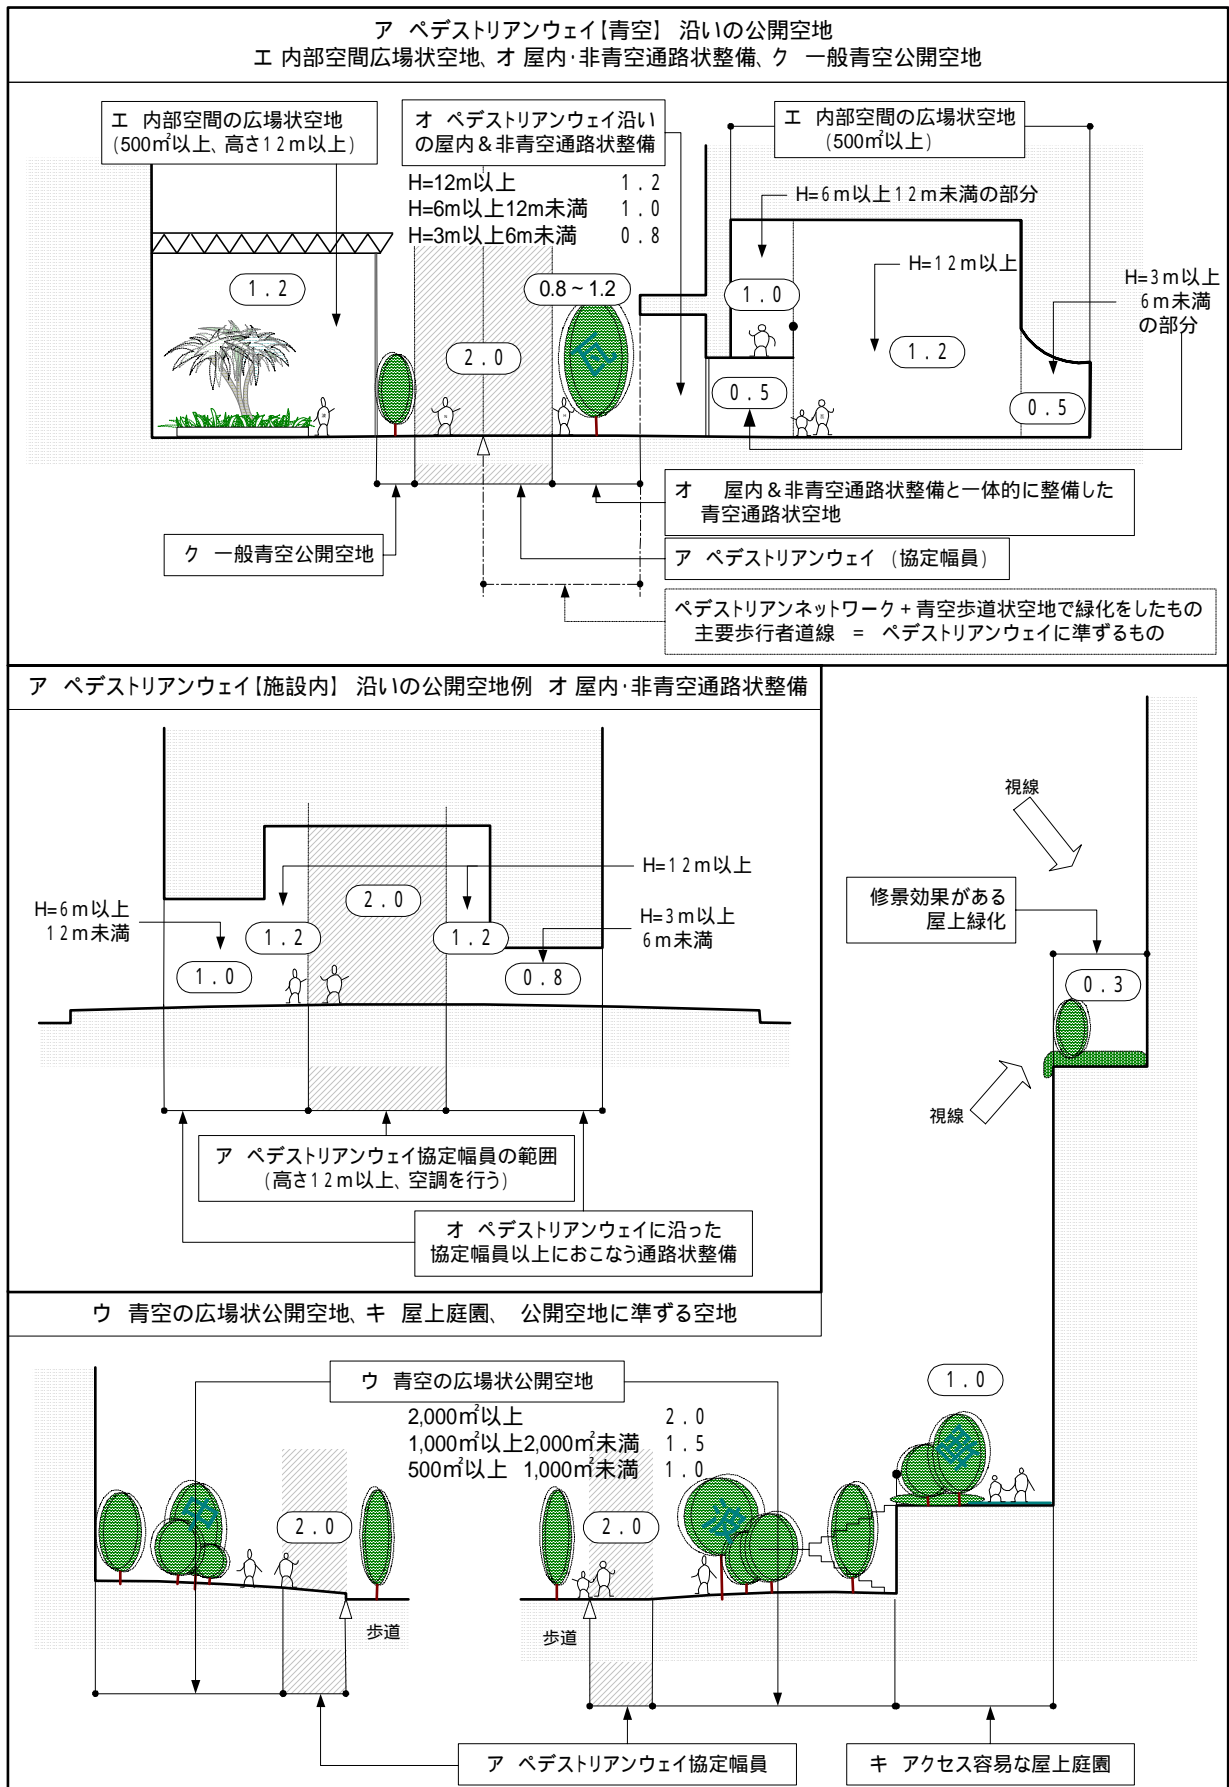 ア ペデストリアンウェイ【青空】 沿いの公開空地
エ 内部空間広場状空地、オ 屋内・非青空通路状整備、ク 一般青空公開空地
エ 内部空間の広場状空地
(500㎡以上、高さ12m以上)
オ ペデストリアンウェイ沿い
の屋内&非青空通路状整備
H=12m以上 1.2
H=6m以上12m未満 1.0
H=3m以上6m未満 0.8
エ 内部空間の広場状空地
(500㎡以上)
H=6m以上12m未満の部分
H=12m以上
H=3m以上
6m未満
の部分
1.2
2.0
0.8~1.2
瓦
1.0
0.5
1.2
0.5
オ 屋内&非青空通路状整備と一体的に整備した
青空通路状空地
ク 一般青空公開空地
ア ペデストリアンウェイ (協定幅員)
ペデストリアンネットワーク+青空歩道状空地で緑化をしたもの
主要歩行者道線 = ペデストリアンウェイに準ずるもの
ア ペデストリアンウェイ【施設内】 沿いの公開空地例 オ 屋内・非青空通路状整備
H=12m以上
H=6m以上
12m未満
H=3m以上
6m未満
2.0
1.2
1.2
1.0
0.8
ア ペデストリアンウェイ協定幅員の範囲
(高さ12m以上、空調を行う)
オ ペデストリアンウェイに沿った
協定幅員以上におこなう通路状整備
視線
修景効果がある
屋上緑化
0.3
視線
ウ 青空の広場状公開空地、キ 屋上庭園、 公開空地に準ずる空地
ウ 青空の広場状公開空地
2,000㎡以上 2.0
1,000㎡以上2,000㎡未満 1.5
500㎡以上 1,000㎡未満 1.0
1.0
中
2.0
2.0
波
歩道
歩道
ア ペデストリアンウェイ協定幅員
キ アクセス容易な屋上庭園